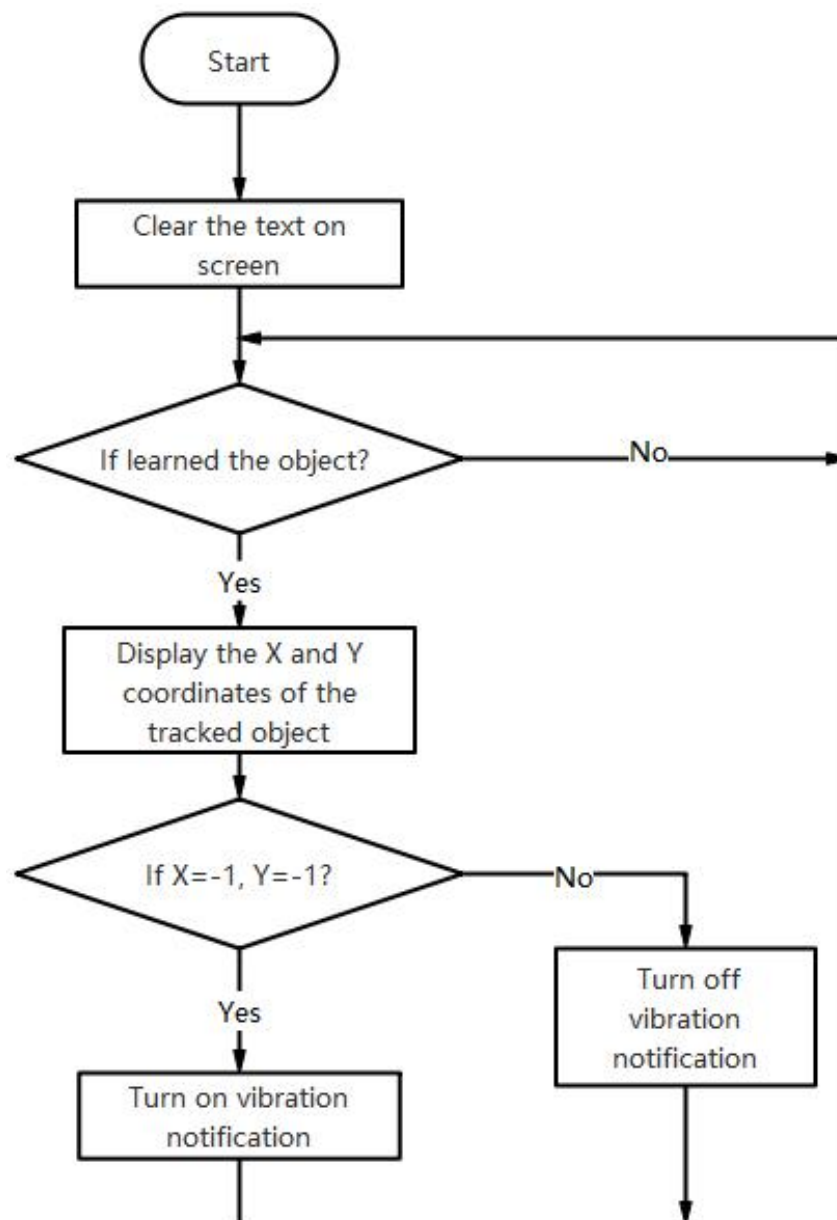 Start
Clear the text on
screen
If learned the object?
No
Yes
Display the X and Y
coordinates of the
tracked object
If X=-1, Y=-1?
No
Yes
Turn off
vibration
notification
Turn on vibration
notification